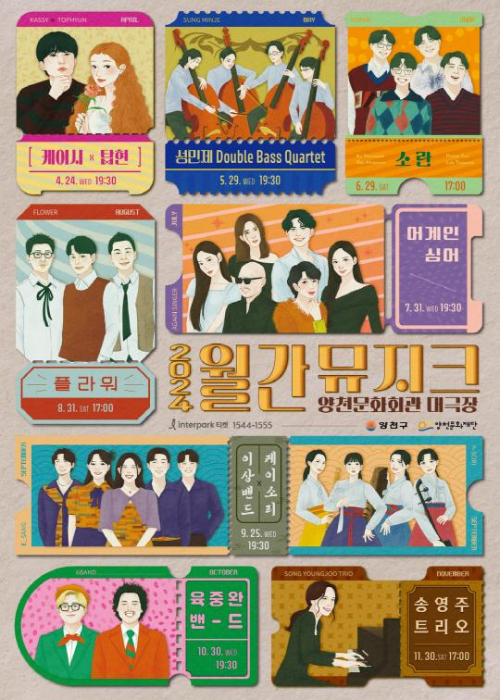 KASSY × TOPHYUN APRIL
케이시 × 탑현
4. 24. WED 19:30
SUNG MINJE MAY
성민제 Double Bass Quartet
5. 29. WED 19:30
JUNE
소람
6. 29. SAT 17:00
FLOWER AUGUST
플라워
8. 31. SAT 17:00
JULY
AGAIN SINGER
어게인
싱어
7. 31. WED 19:30
2024
월간 뮤지크
양천문화회관 대극장
interpark 티켓 1544-1555
양천구
양천문화재단
SEPTEMBER
E_SANG
이상밴드
×
케이소리
9. 25. WED
19:30
K-SORI
SEPTEMBER
6BAND OCTOBER
육중완
밴-드
10. 30. WED
19:30
SONG YOUNGJOO TRIO NOVEMBER
송영주
트리오
11. 30. SAT 17:00